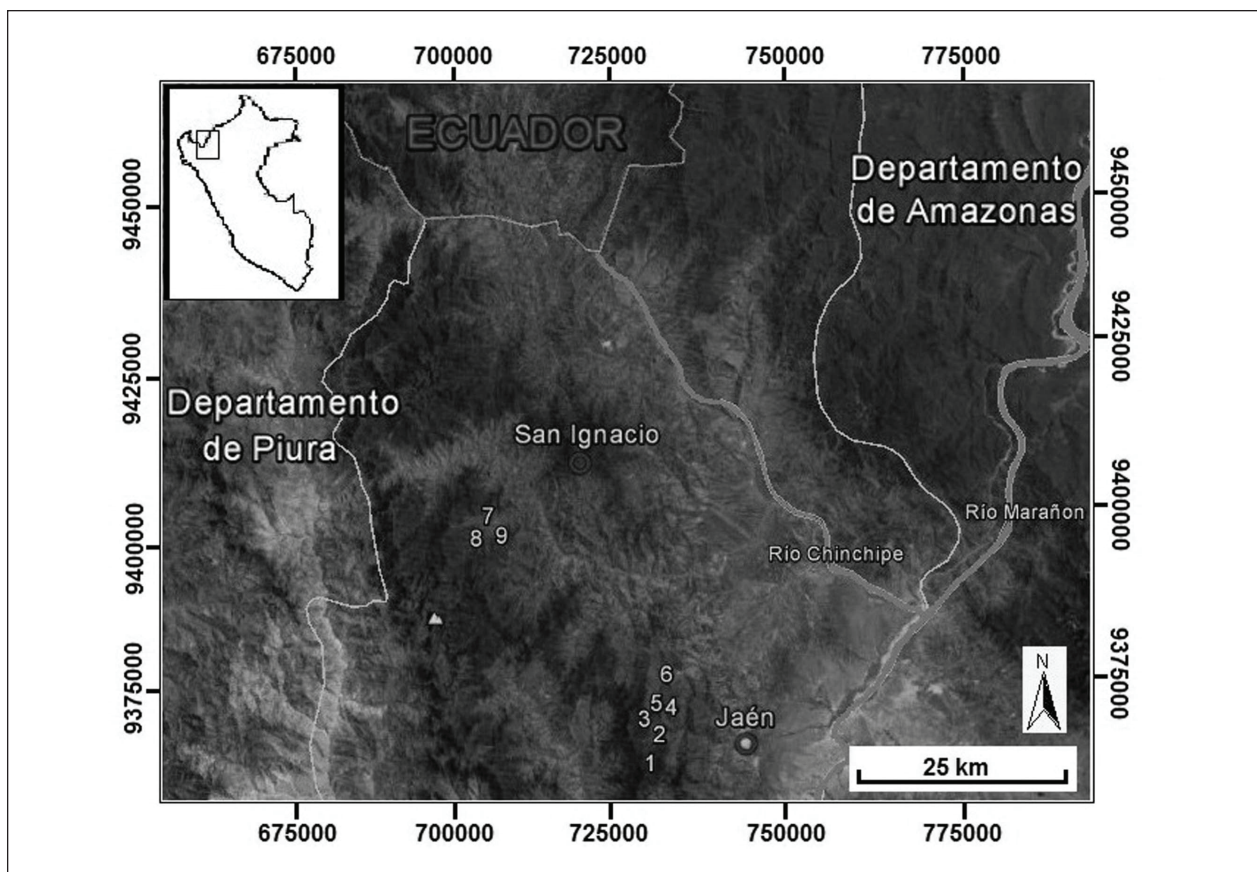 675000 700000 725000 750000 775000
ECUADOR
Departamento
de Amazonas
9450000
9450000
9425000
9425000
Departamento
de Piura
San Ignacio
9400000
Río Marañon
7
8 9
9400000
Río Chinchipe
6
9375000
9375000
5 4
3
Jaén
2
1
N
25 km
675000 700000 725000 750000 775000